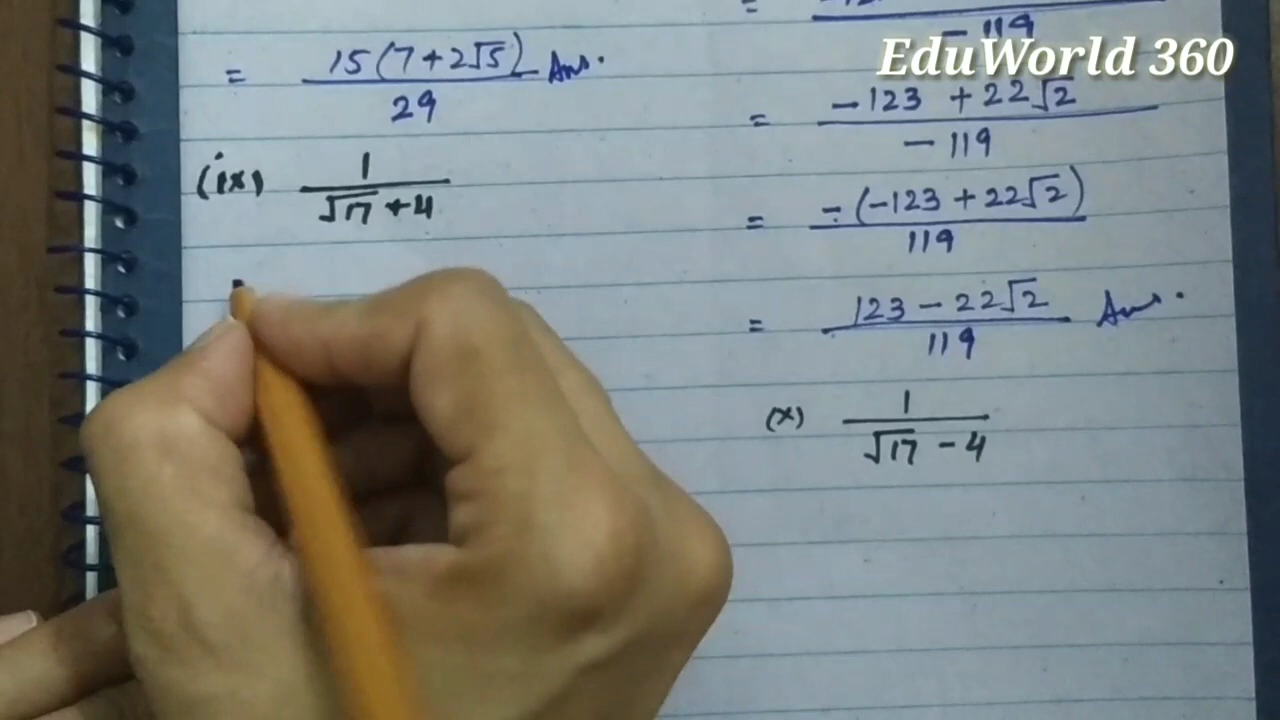 = 15(7+2√5)/29 Ans.
(ix) 1/(√17 + 4)
- 119
EduWorld 360
= -123 + 22√2/- 119
= -(-123 + 22√2)/119
= 123 - 22√2/119 Ans.
(x) 1/(√17 - 4)